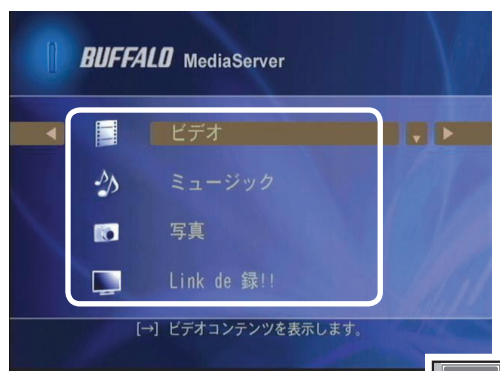 BUFFALO MediaServer
ビデオ
ミュージック
写真
Link de 録!!
[→] ビデオコンテンツを表示します。